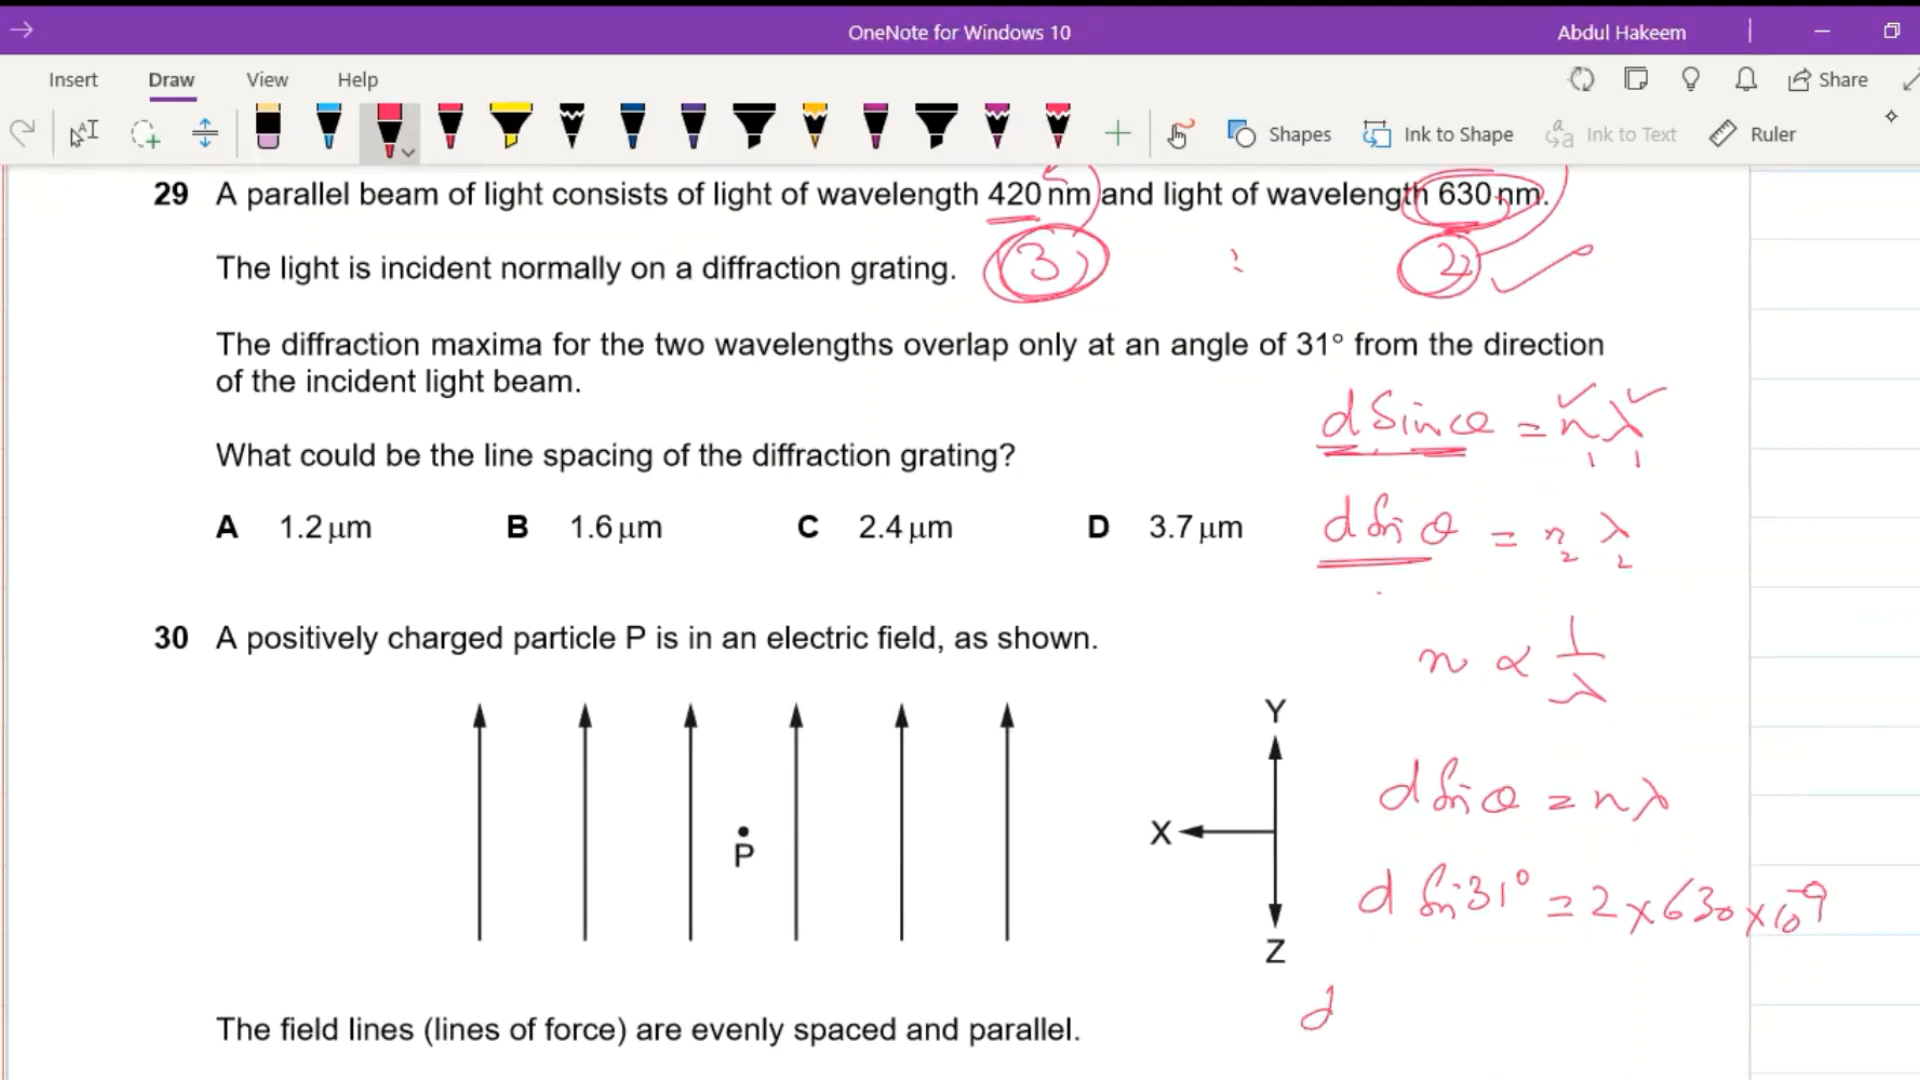 OneNote for Windows 10
Abdul Hakeem
Insert Draw View Help
Share
Shapes Ink to Shape Ink to Text Ruler
29 A parallel beam of light consists of light of wavelength 420 nm and light of wavelength 630 nm.
3 : 2
The light is incident normally on a diffraction grating.
The diffraction maxima for the two wavelengths overlap only at an angle of 31° from the direction
of the incident light beam.
d Sinθ = n₁ λ₁
What could be the line spacing of the diffraction grating?
A 1.2 μm B 1.6 μm C 2.4 μm D 3.7 μm
d Sin θ = n₂ λ₂
30 A positively charged particle P is in an electric field, as shown.
n ∝ 1/λ
Y
X
Z
P
d Sin θ = nλ
d Sin 31° = 2 × 630 × 10⁻⁹
d
The field lines (lines of force) are evenly spaced and parallel.